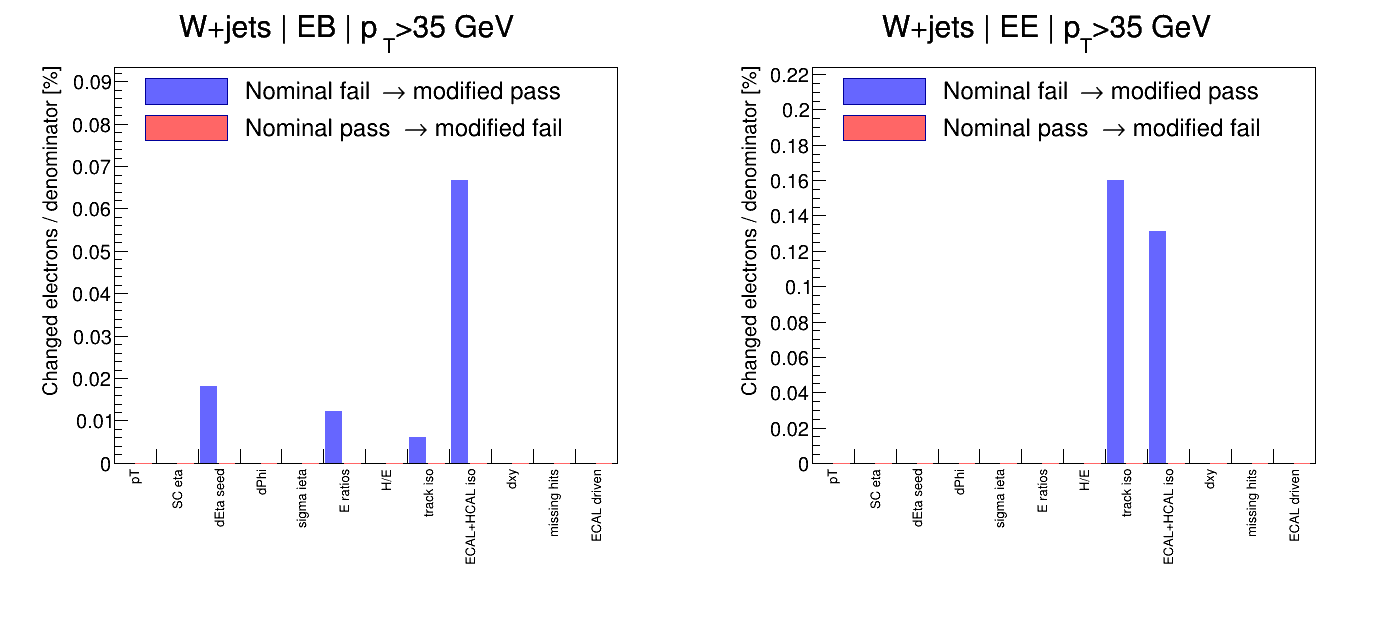 W+jets | EB | pT>35 GeV
Changed electrons / denominator [%]
Nominal fail → modified pass
Nominal pass → modified fail
0.09
0.08
0.07
0.06
0.05
0.04
0.03
0.02
0.01
0
pT
SC eta
dEta seed
dPhi
sigma ieta
E ratios
H/E
track iso
ECAL+HCAL iso
dxy
missing hits
ECAL driven
W+jets | EE | pT>35 GeV
Changed electrons / denominator [%]
Nominal fail → modified pass
Nominal pass → modified fail
0.22
0.2
0.18
0.16
0.14
0.12
0.1
0.08
0.06
0.04
0.02
0
pT
SC eta
dEta seed
dPhi
sigma ieta
E ratios
H/E
track iso
ECAL+HCAL iso
dxy
missing hits
ECAL driven